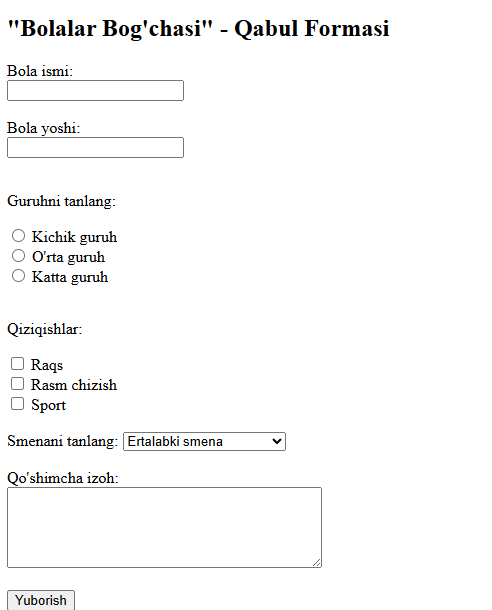 "Bolalar Bog'chasi" - Qabul Formasi
Bola ismi:
Bola yoshi:
Guruhni tanlang:
Kichik guruh
O'rta guruh
Katta guruh
Qiziqishlar:
Raqs
Rasm chizish
Sport
Smenani tanlang: Ertalabki smena
Qo'shimcha izoh:
Yuborish